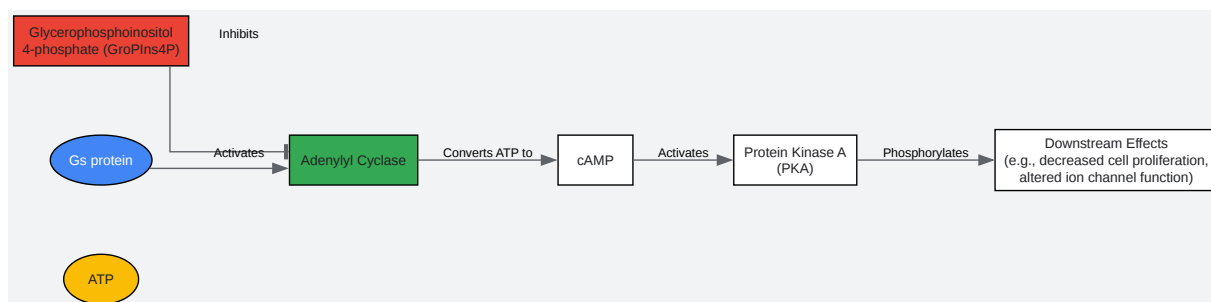 Glycerophosphoinositol
4-phosphate (GroPIns4P)
Inhibits
Gs protein
Activates
Adenylyl Cyclase
Converts ATP to
cAMP
Activates
Protein Kinase A
(PKA)
Phosphorylates
Downstream Effects
(e.g., decreased cell proliferation,
altered ion channel function)
ATP